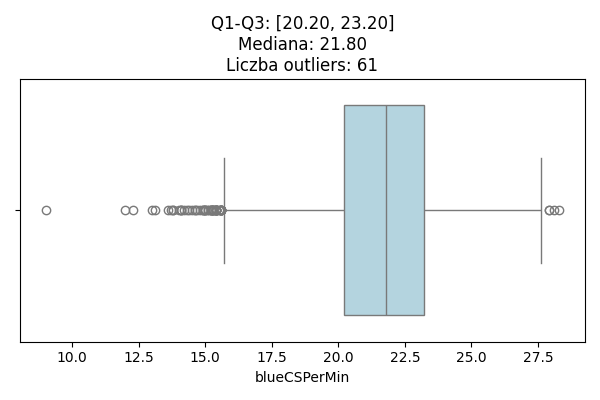 Q1-Q3: [20.20, 23.20]
Mediana: 21.80
Liczba outliers: 61
10.0 12.5 15.0 17.5 20.0 22.5 25.0 27.5
blueCSPerMin